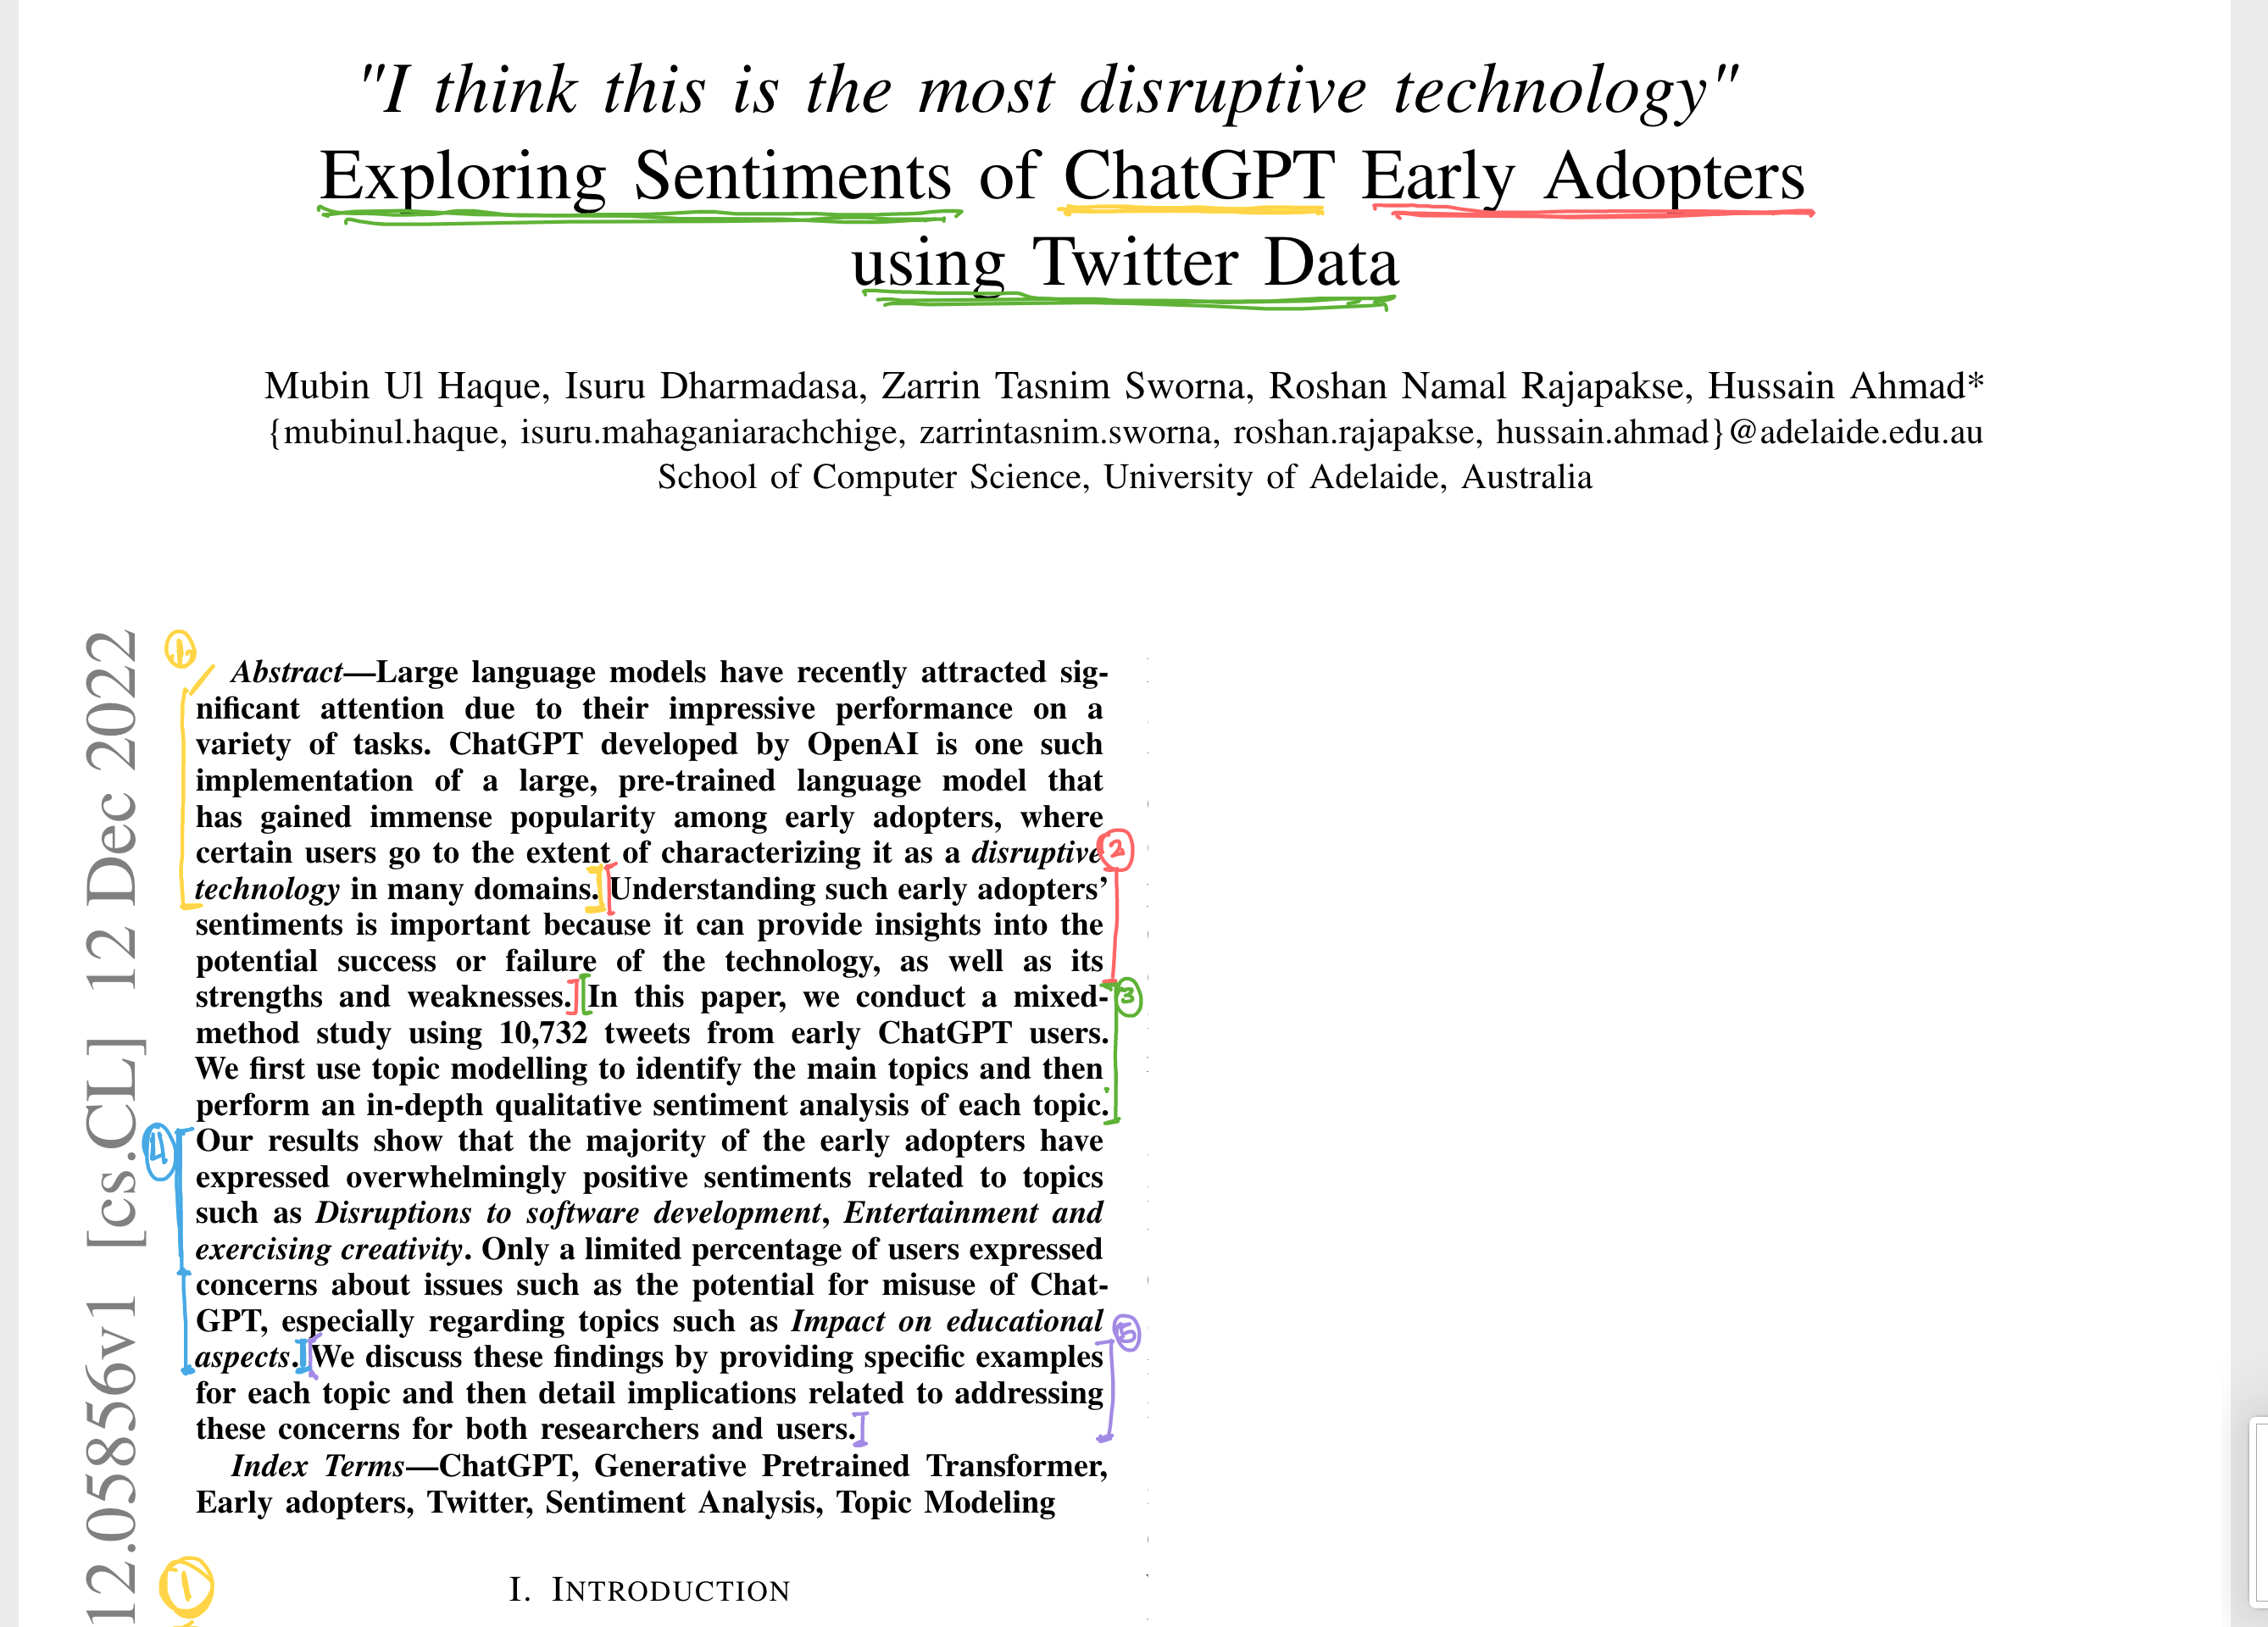 "I think this is the most disruptive technology"
Exploring Sentiments of ChatGPT Early Adopters
using Twitter Data
Mubin Ul Haque, Isuru Dharmadasa, Zarrin Tasnim Sworna, Roshan Namal Rajapakse, Hussain Ahmad*
{mubinul.haque, isuru.mahaganiarachchige, zarrintasnim.sworna, roshan.rajapakse, hussain.ahmad}@adelaide.edu.au
School of Computer Science, University of Adelaide, Australia
12.05856v1 [cs.CL] 12 Dec 2022
1
Abstract—Large language models have recently attracted sig-
nificant attention due to their impressive performance on a
variety of tasks. ChatGPT developed by OpenAI is one such
implementation of a large, pre-trained language model that
has gained immense popularity among early adopters, where
certain users go to the extent of characterizing it as a disruptive
2
technology in many domains. Understanding such early adopters'
sentiments is important because it can provide insights into the
potential success or failure of the technology, as well as its
strengths and weaknesses. In this paper, we conduct a mixed-
3
method study using 10,732 tweets from early ChatGPT users.
We first use topic modelling to identify the main topics and then
perform an in-depth qualitative sentiment analysis of each topic.
4
Our results show that the majority of the early adopters have
expressed overwhelmingly positive sentiments related to topics
such as Disruptions to software development, Entertainment and
exercising creativity. Only a limited percentage of users expressed
concerns about issues such as the potential for misuse of Chat-
GPT, especially regarding topics such as Impact on educational
5
aspects. We discuss these findings by providing specific examples
for each topic and then detail implications related to addressing
these concerns for both researchers and users.
Index Terms—ChatGPT, Generative Pretrained Transformer,
Early adopters, Twitter, Sentiment Analysis, Topic Modeling
1
I. INTRODUCTION